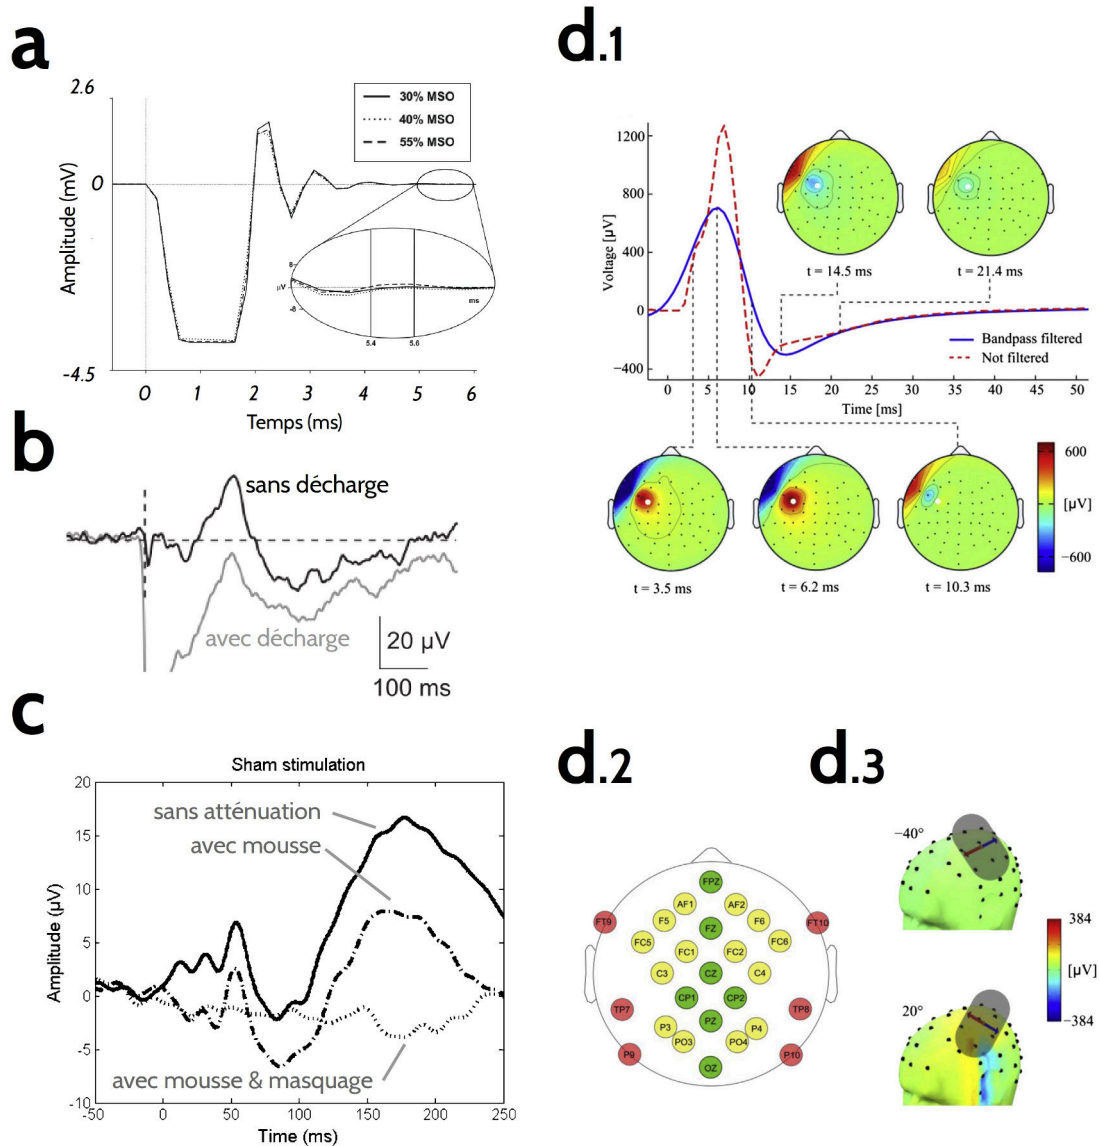 a
2.6
0
-4.5
Amplitude (mV)
30% MSO
40% MSO
55% MSO
8
µV
-8
ms
5.4
5.6
0
1
2
3
4
5
6
Temps (ms)
b
sans décharge
avec décharge
20 µV
100 ms
c
Sham stimulation
20
15
10
5
0
-5
-10
Amplitude (µV)
sans atténuation
avec mousse
avec mousse & masquage
-50
0
50
100
150
200
250
Time (ms)
d.1
1200
800
400
0
−400
Voltage [µV]
t = 14.5 ms
t = 21.4 ms
Bandpass filtered
Not filtered
0
5
10
15
20
25
30
35
40
45
50
Time [ms]
t = 3.5 ms
t = 6.2 ms
t = 10.3 ms
600
[µV]
−600
d.2
FPZ
AF1
AF2
FT9
F5
FZ
F6
FT10
FC5
FC1
FC2
FC6
C3
CZ
C4
CP1
CP2
TP7
PZ
TP8
P3
P4
PO3
PO4
P9
OZ
P10
d.3
−40°
20°
384
[µV]
−384